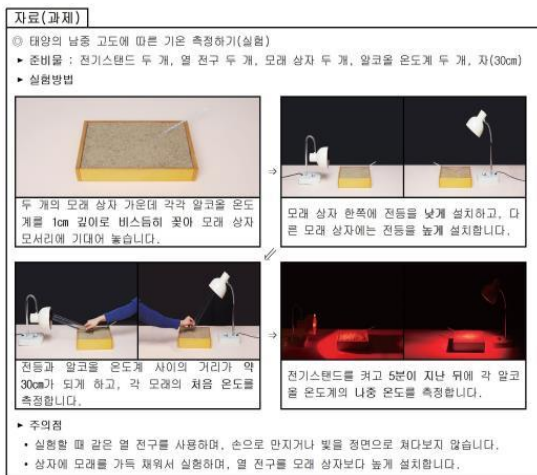 자료(과제)
◎ 태양의 남중 고도에 따른 기온 측정하기(실험)
▶ 준비물 : 전기스탠드 두 개, 열 전구 두 개, 모래 상자 두 개, 알코올 온도계 두 개, 자(30cm)
▶ 실험방법
두 개의 모래 상자 가운데 각각 알코올 온도
계를 1cm 깊이로 비스듬히 꽂아 모래 상자
모서리에 기대어 놓습니다.
⇒
모래 상자 한쪽에 전등을 낮게 설치하고, 다
른 모래 상자에는 전등을 높게 설치합니다.
전등과 알코올 온도계 사이의 거리가 약
30cm가 되게 하고, 각 모래의 처음 온도를
측정합니다.
⇒
전기스탠드를 켜고 5분이 지난 뒤에 각 알코
올 온도계의 나중 온도를 측정합니다.
▶ 주의점
• 실험할 때 같은 열 전구를 사용하며, 손으로 만지거나 빛을 정면으로 쳐다보지 않습니다.
• 상자에 모래를 가득 채워서 실험하며, 열 전구를 모래 상자보다 높게 설치합니다.